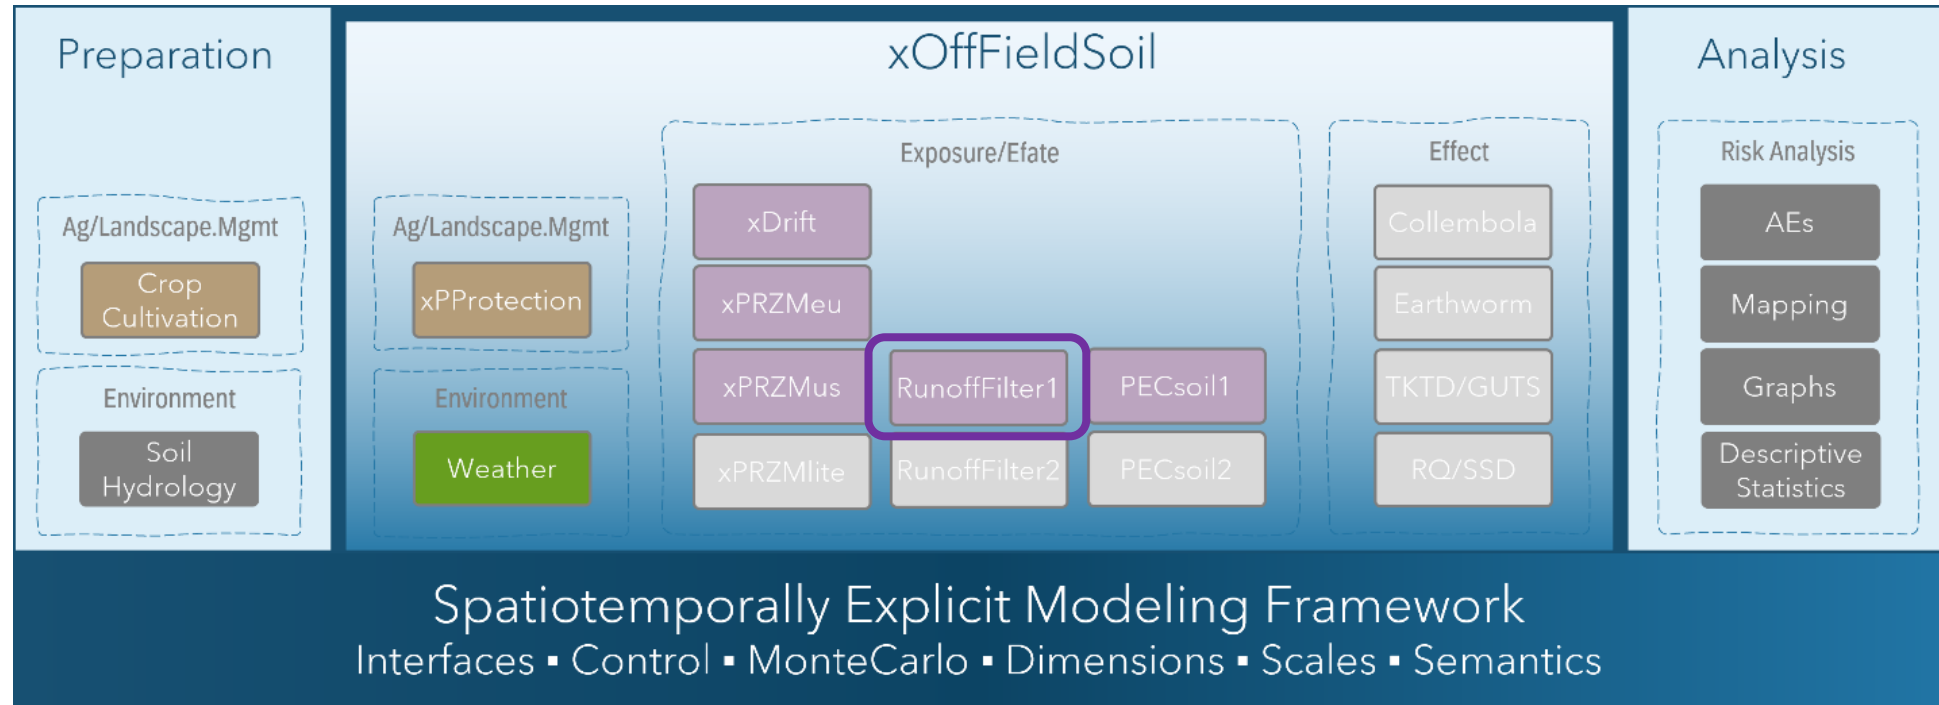 Preparation
Ag/Landscape.Mgmt
Crop
Cultivation
Environment
Soil
Hydrology
xOffFieldSoil
Ag/Landscape.Mgmt
xPProtection
Environment
Weather
Exposure/Efate
xDrift
xPRZMeu
xPRZMus
RunoffFilter1
PECsoil1
xPRZMlite
RunoffFilter2
PECsoil2
Effect
Collembola
Earthworm
TKTD/GUTS
RQ/SSD
Analysis
Risk Analysis
AEs
Mapping
Graphs
Descriptive
Statistics
Spatiotemporally Explicit Modeling Framework
Interfaces ▪ Control ▪ MonteCarlo ▪ Dimensions ▪ Scales ▪ Semantics